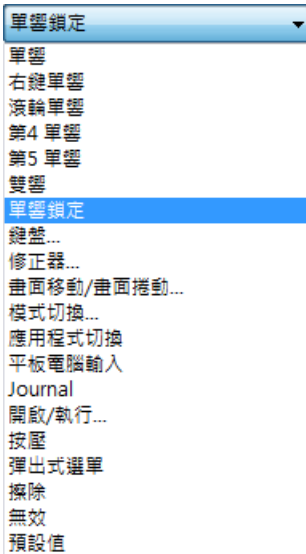 單響鎖定
單響
右鍵單響
滾輪單響
第4 單響
第5 單響
雙響
單響鎖定
鍵盤...
修正器...
畫面移動/畫面捲動...
模式切換...
應用程式切換
平板電腦輸入
Journal
開啟/執行...
按壓
彈出式選單
擦除
無效
預設值